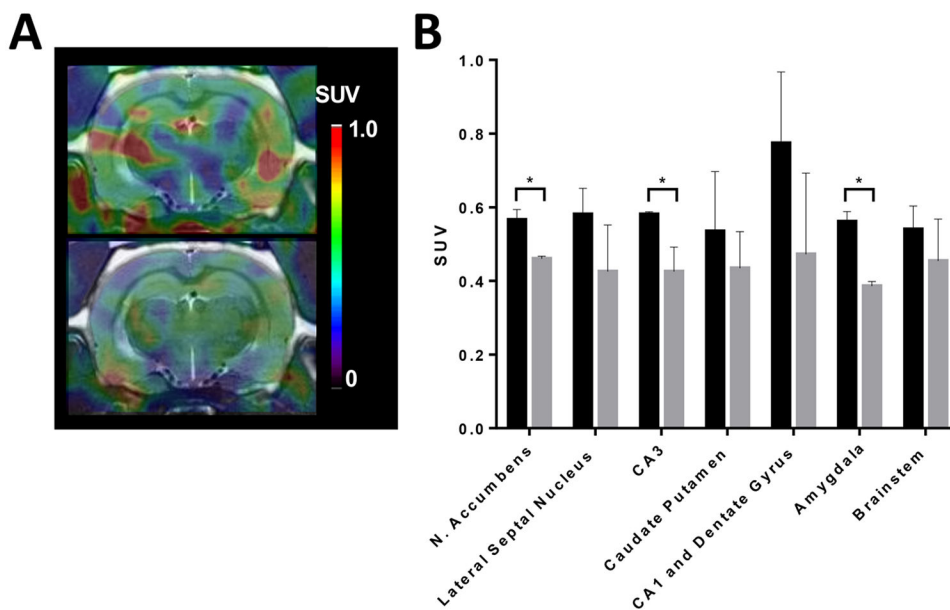 A
SUV
1.0
0
B
SUV
1.0
0.8
0.6
0.4
0.2
0.0
*
*
*
N. Accumbens
Lateral Septal Nucleus
CA3
Caudate Putamen
CA1 and Dentate Gyrus
Amygdala
Brainstem